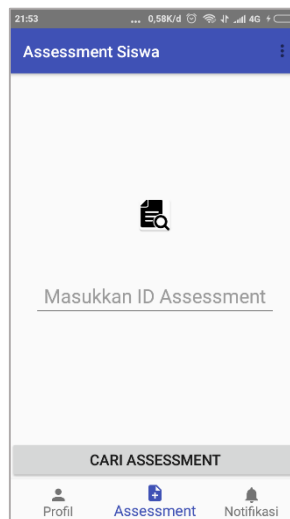 21:53 ... 0,58K/d 4G
Assessment Siswa
Masukkan ID Assessment
CARI ASSESSMENT
Profil Assessment Notifikasi